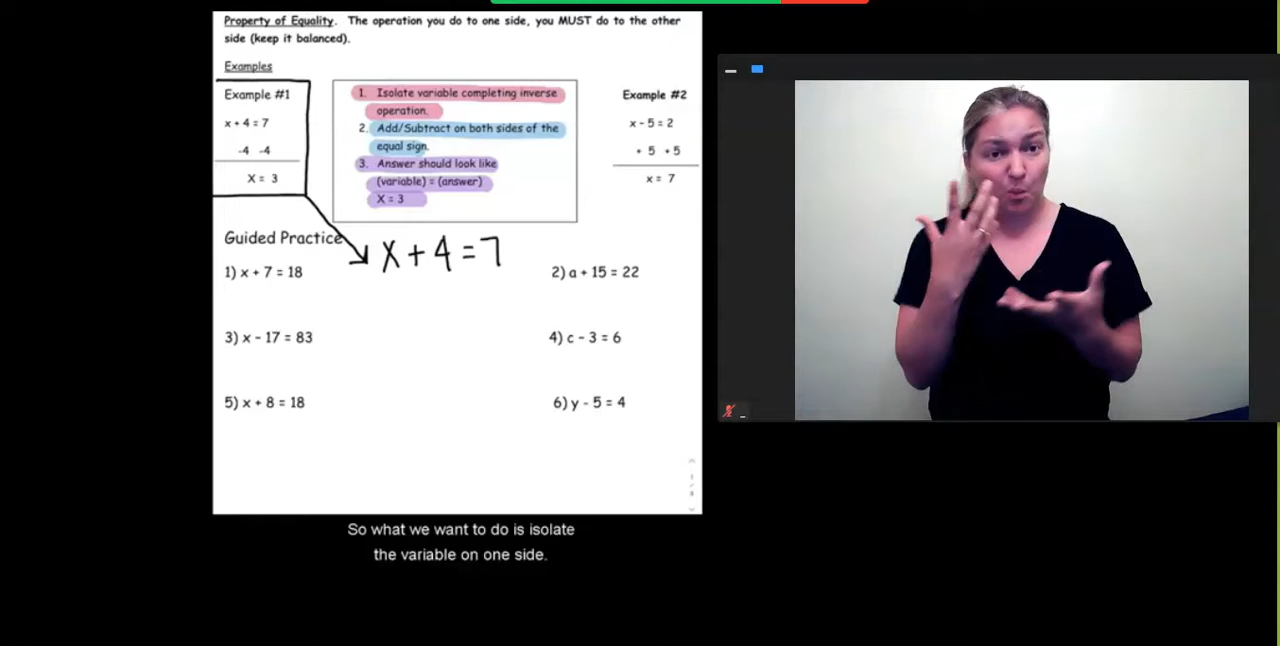 Property of Equality. The operation you do to one side, you MUST do to the other
side (keep it balanced).
Examples
Example #1
x + 4 = 7
-4 -4
X = 3
1. Isolate variable completing inverse
operation.
2. Add/Subtract on both sides of the
equal sign.
3. Answer should look like
(variable) = (answer)
X = 3
Example #2
x - 5 = 2
+ 5 + 5
x = 7
Guided Practice
x + 4 = 7
1) x + 7 = 18
2) a + 15 = 22
3) x - 17 = 83
4) c - 3 = 6
5) x + 8 = 18
6) y - 5 = 4
So what we want to do is isolate
the variable on one side.